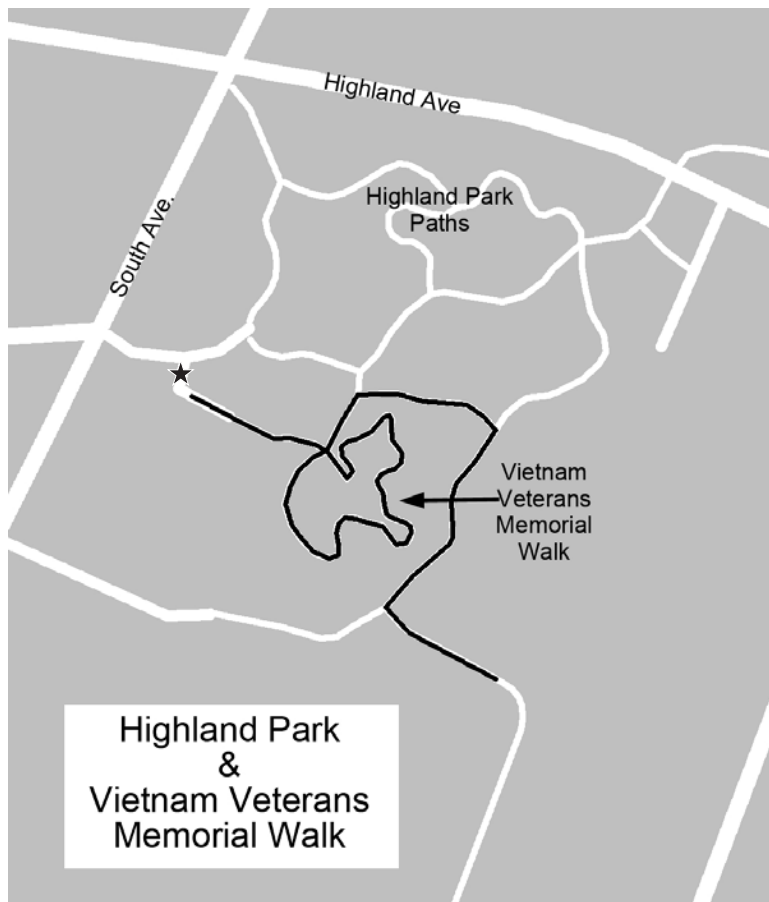 Highland Ave
South Ave.
Highland Park
Paths
Vietnam
Veterans
Memorial
Walk
Highland Park
&
Vietnam Veterans
Memorial Walk